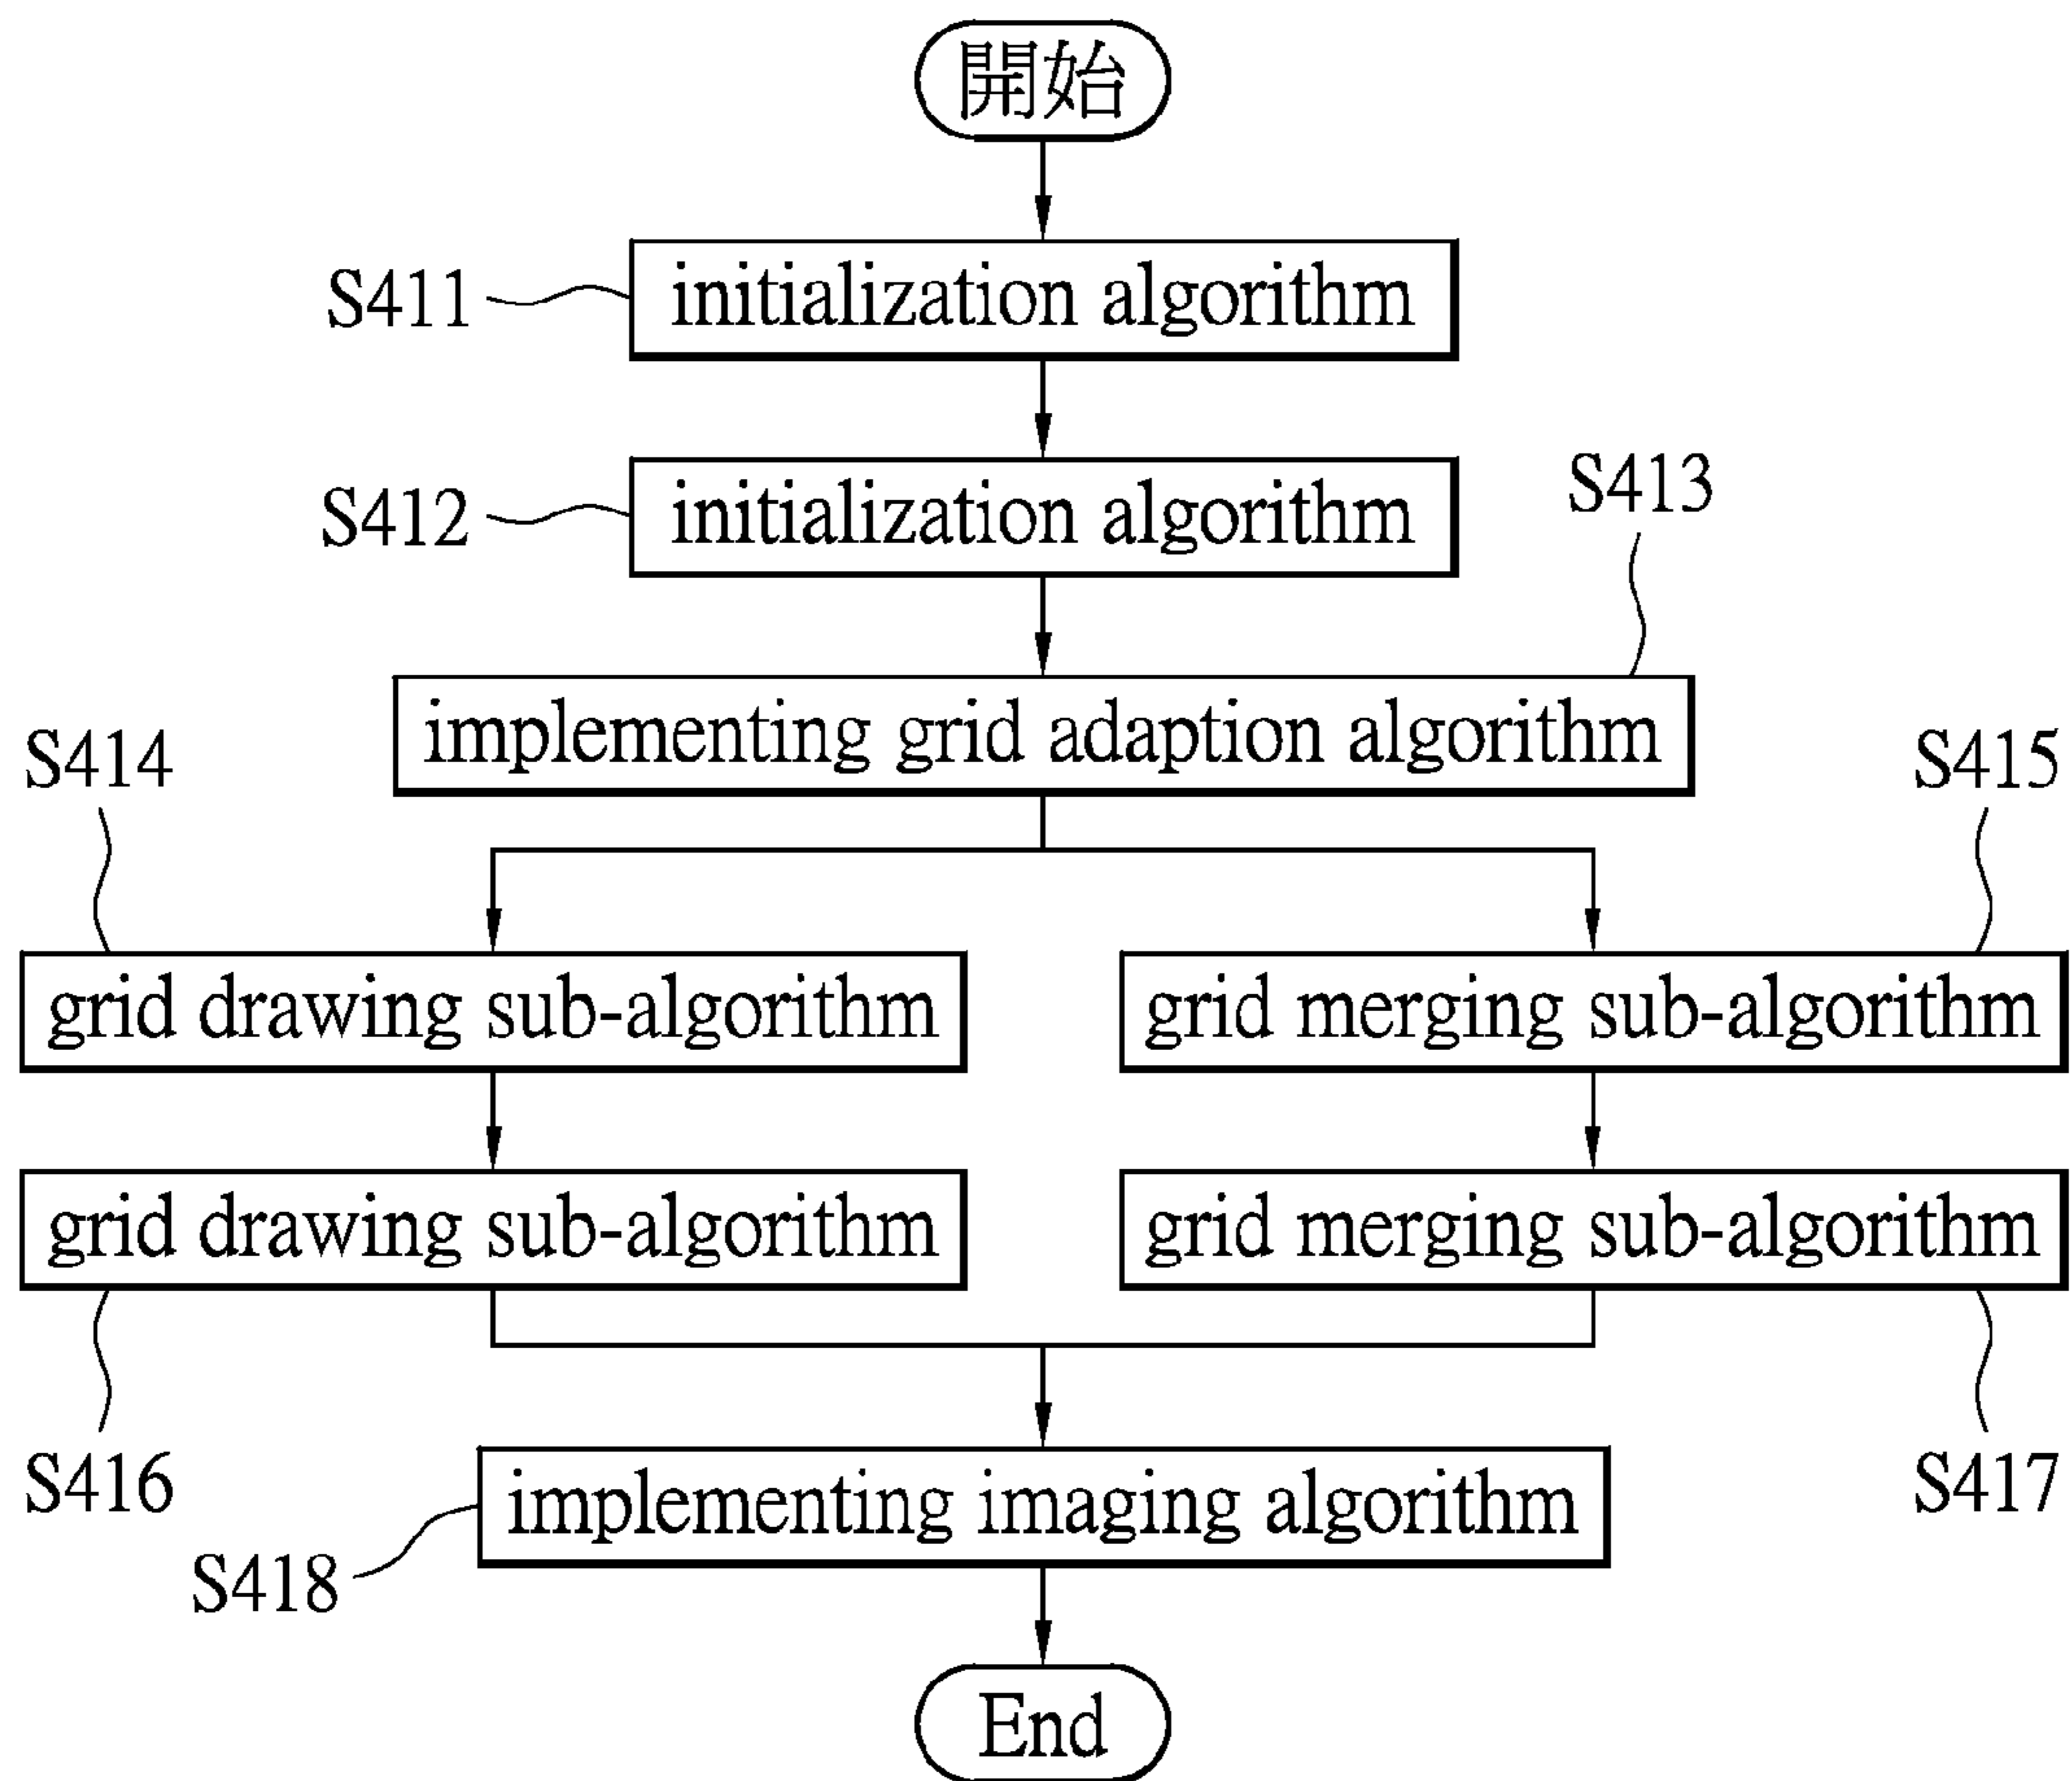 開始
S411
initialization algorithm
S412
initialization algorithm
S413
implementing grid adaption algorithm
S414
S415
grid drawing sub-algorithm
grid merging sub-algorithm
grid drawing sub-algorithm
grid merging sub-algorithm
S416
S417
implementing imaging algorithm
S418
End